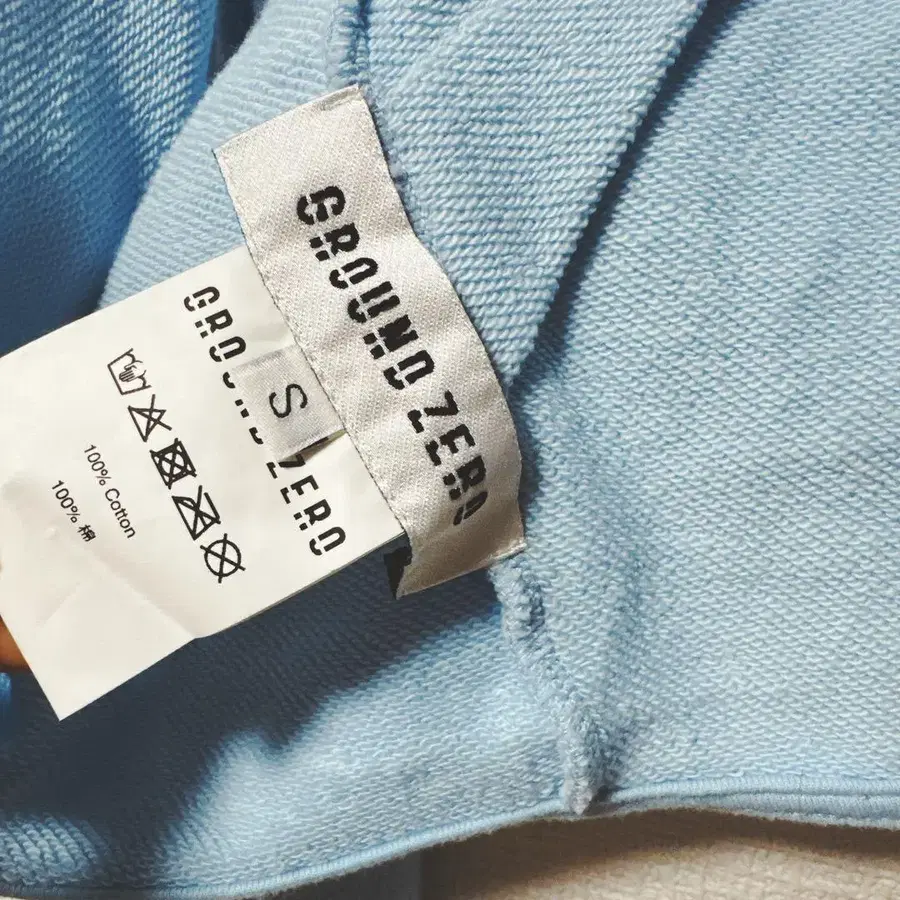 GROUND ZERO
S
GROUND ZERO
100% Cotton
100% 棉